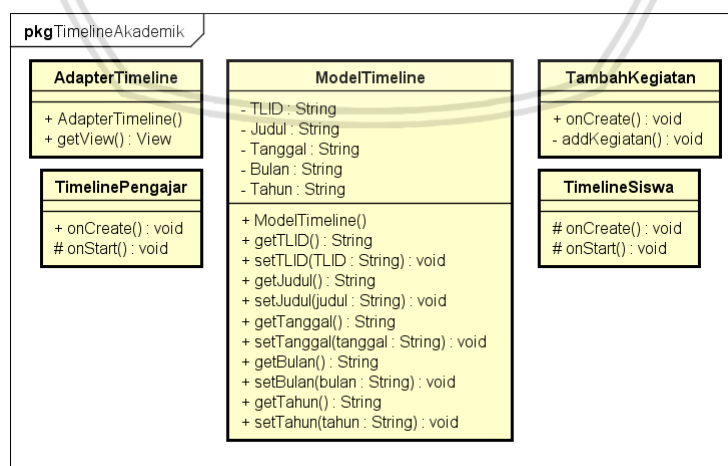 pkg TimelineAkademik
AdapterTimeline
+ AdapterTimeline()
+ getView() : View
TimelinePengajar
+ onCreate() : void
# onStart() : void
ModelTimeline
- TLID : String
- Judul : String
- Tanggal : String
- Bulan : String
- Tahun : String
+ ModelTimeline()
+ getTLID() : String
+ setTLID(TLID : String) : void
+ getJudul() : String
+ setJudul(judul : String) : void
+ getTanggal() : String
+ setTanggal(tanggal : String) : void
+ getBulan() : String
+ setBulan(bulan : String) : void
+ getTahun() : String
+ setTahun(tahun : String) : void
TambahKegiatan
+ onCreate() : void
- addKegiatan() : void
TimelineSiswa
# onCreate() : void
# onStart() : void